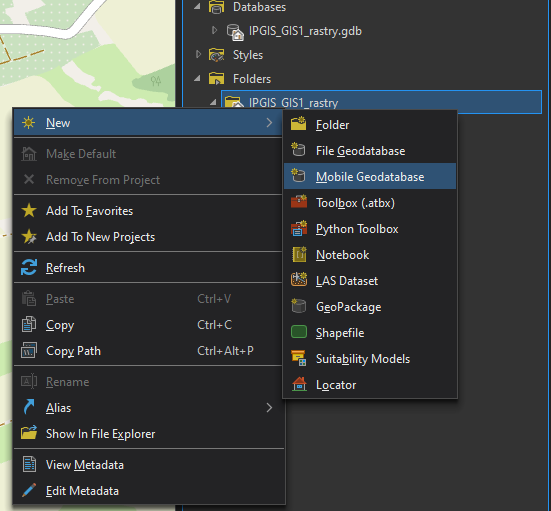 Databases
IPGIS_GIS1_rastry.gdb
Styles
Folders
IPGIS_GIS1_rastry
New
Make Default
Remove From Project
Add To Favorites
Add To New Projects
Refresh
Paste Ctrl+V
Copy Ctrl+C
Copy Path Ctrl+Alt+P
Rename
Alias
Show In File Explorer
View Metadata
Edit Metadata
Folder
File Geodatabase
Mobile Geodatabase
Toolbox (.atbx)
Python Toolbox
Notebook
LAS Dataset
GeoPackage
Shapefile
Suitability Models
Locator